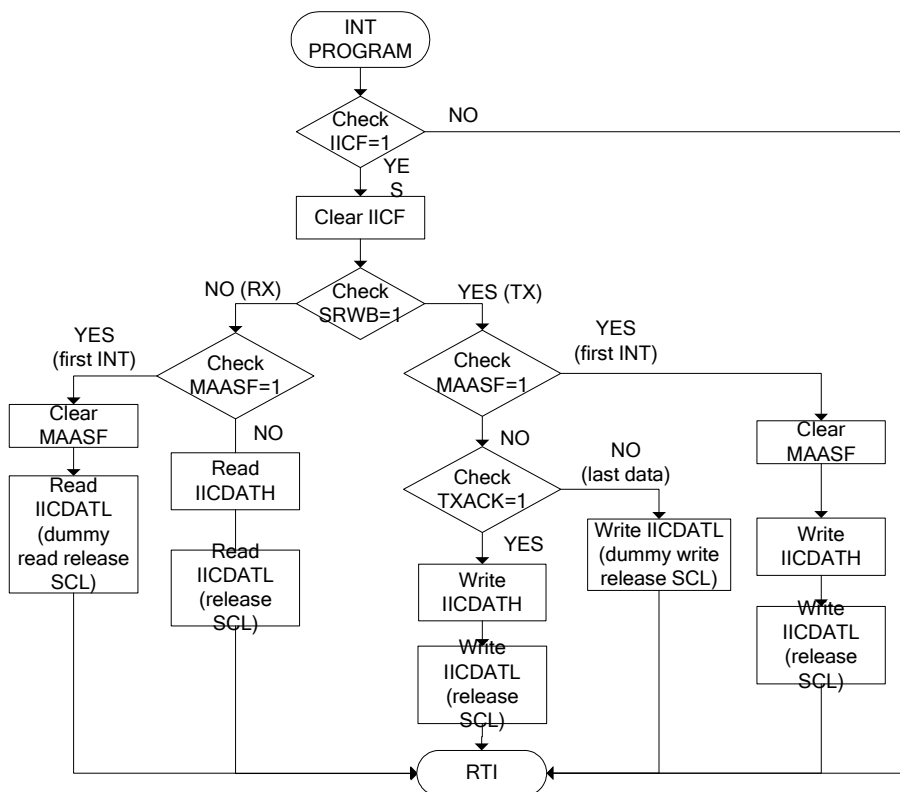 INT
PROGRAM
Check
IICF=1
NO
YE
S
Clear IICF
Check
SRWB=1
NO (RX)
YES (TX)
YES
(first INT)
Check
MAASF=1
Clear
MAASF
Read
IICDATL
(dummy
read release
SCL)
NO
Read
IICDATH
Read
IICDATL
(release
SCL)
Check
MAASF=1
YES
(first INT)
NO
Check
TXACK=1
NO
(last data)
YES
Write
IICDATH
Write
IICDATL
(release
SCL)
Write IICDATL
(dummy write
release SCL)
Clear
MAASF
Write
IICDATH
Write
IICDATL
(release
SCL)
RTI